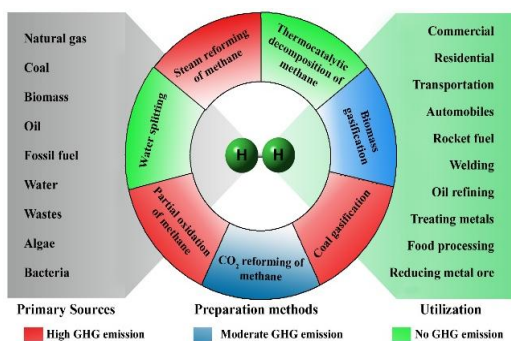 Natural gas
Coal
Biomass
Oil
Fossil fuel
Water
Wastes
Algae
Bacteria
Steam reforming
of methane
Thermocatalytic
decomposition of
methane
Biomass
gasification
Coal gasification
CO₂ reforming of
methane
Partial oxidation
of methane
Water splitting
H
H
Commercial
Residential
Transportation
Automobiles
Rocket fuel
Welding
Oil refining
Treating metals
Food processing
Reducing metal ore
Primary Sources
Preparation methods
Utilization
High GHG emission
Moderate GHG emission
No GHG emission